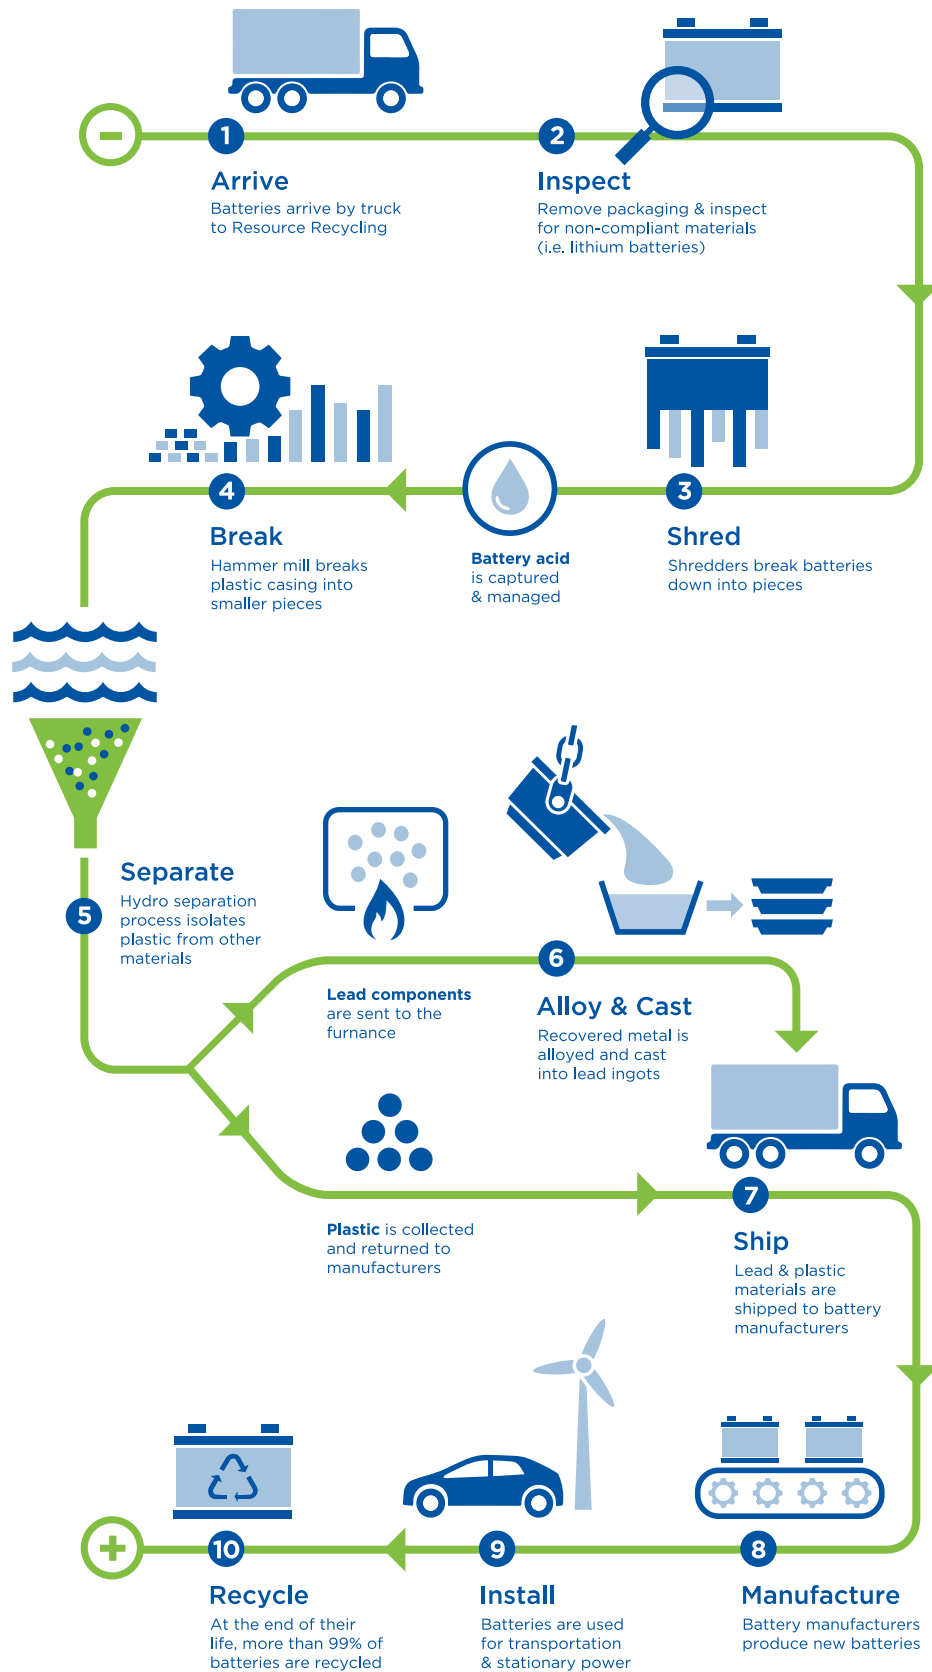 -
1
Arrive
Batteries arrive by truck
to Resource Recycling
2
Inspect
Remove packaging & inspect
for non-compliant materials
(i.e. lithium batteries)
3
Shred
Shredders break batteries
down into pieces
Battery acid
is captured
& managed
4
Break
Hammer mill breaks
plastic casing into
smaller pieces
5
Separate
Hydro separation
process isolates
plastic from other
materials
Lead components
are sent to the
furnance
6
Alloy & Cast
Recovered metal is
alloyed and cast
into lead ingots
Plastic is collected
and returned to
manufacturers
7
Ship
Lead & plastic
materials are
shipped to battery
manufacturers
8
Manufacture
Battery manufacturers
produce new batteries
9
Install
Batteries are used
for transportation
& stationary power
10
Recycle
At the end of their
life, more than 99% of
batteries are recycled
+